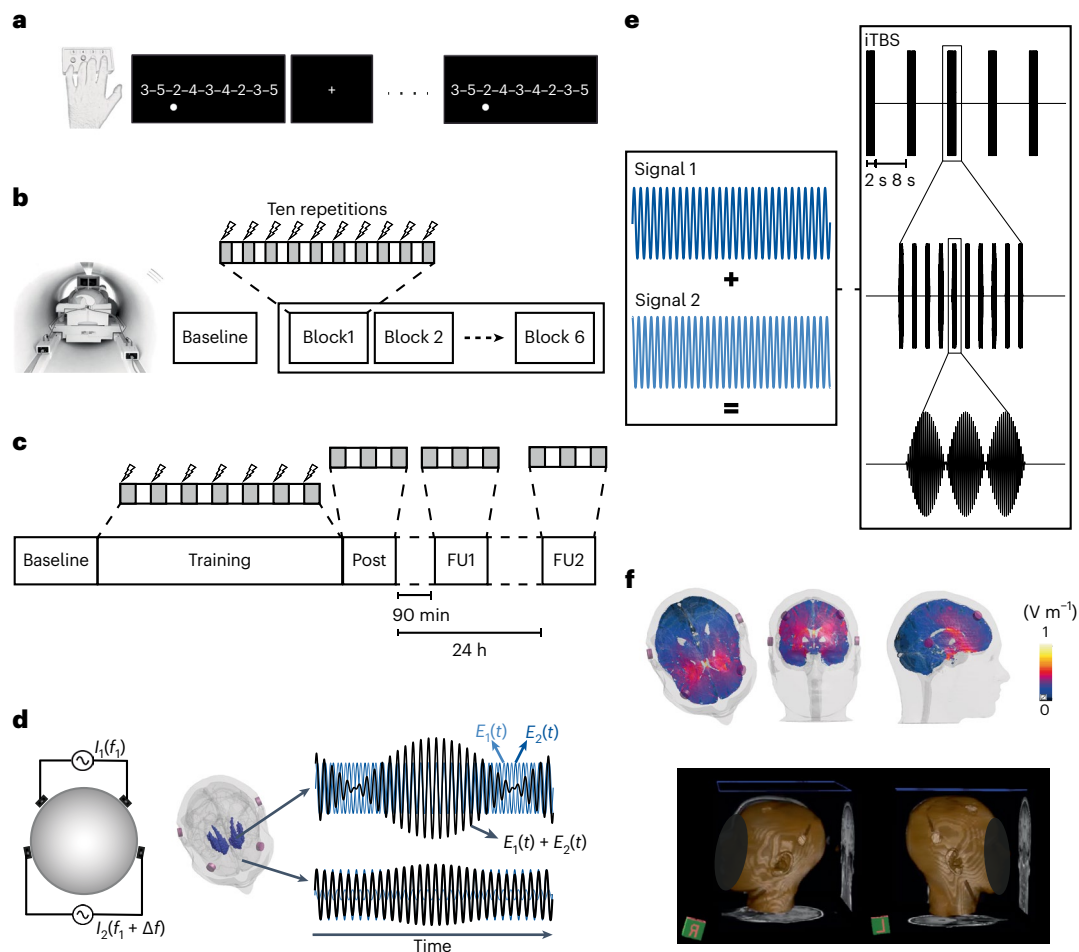 a
3–5–2–4–3–4–2–3–5
+
. . . . .
3–5–2–4–3–4–2–3–5
b
Ten repetitions
Baseline
Block1
Block 2
Block 6
c
Baseline
Training
Post
FU1
FU2
90 min
24 h
d
I₁(f₁)
I₂(f₁ + Δf)
E₁(t)
E₂(t)
E₁(t) + E₂(t)
Time
e
Signal 1
+
Signal 2
=
iTBS
2 s 8 s
f
(V m⁻¹)
1
0
R
L